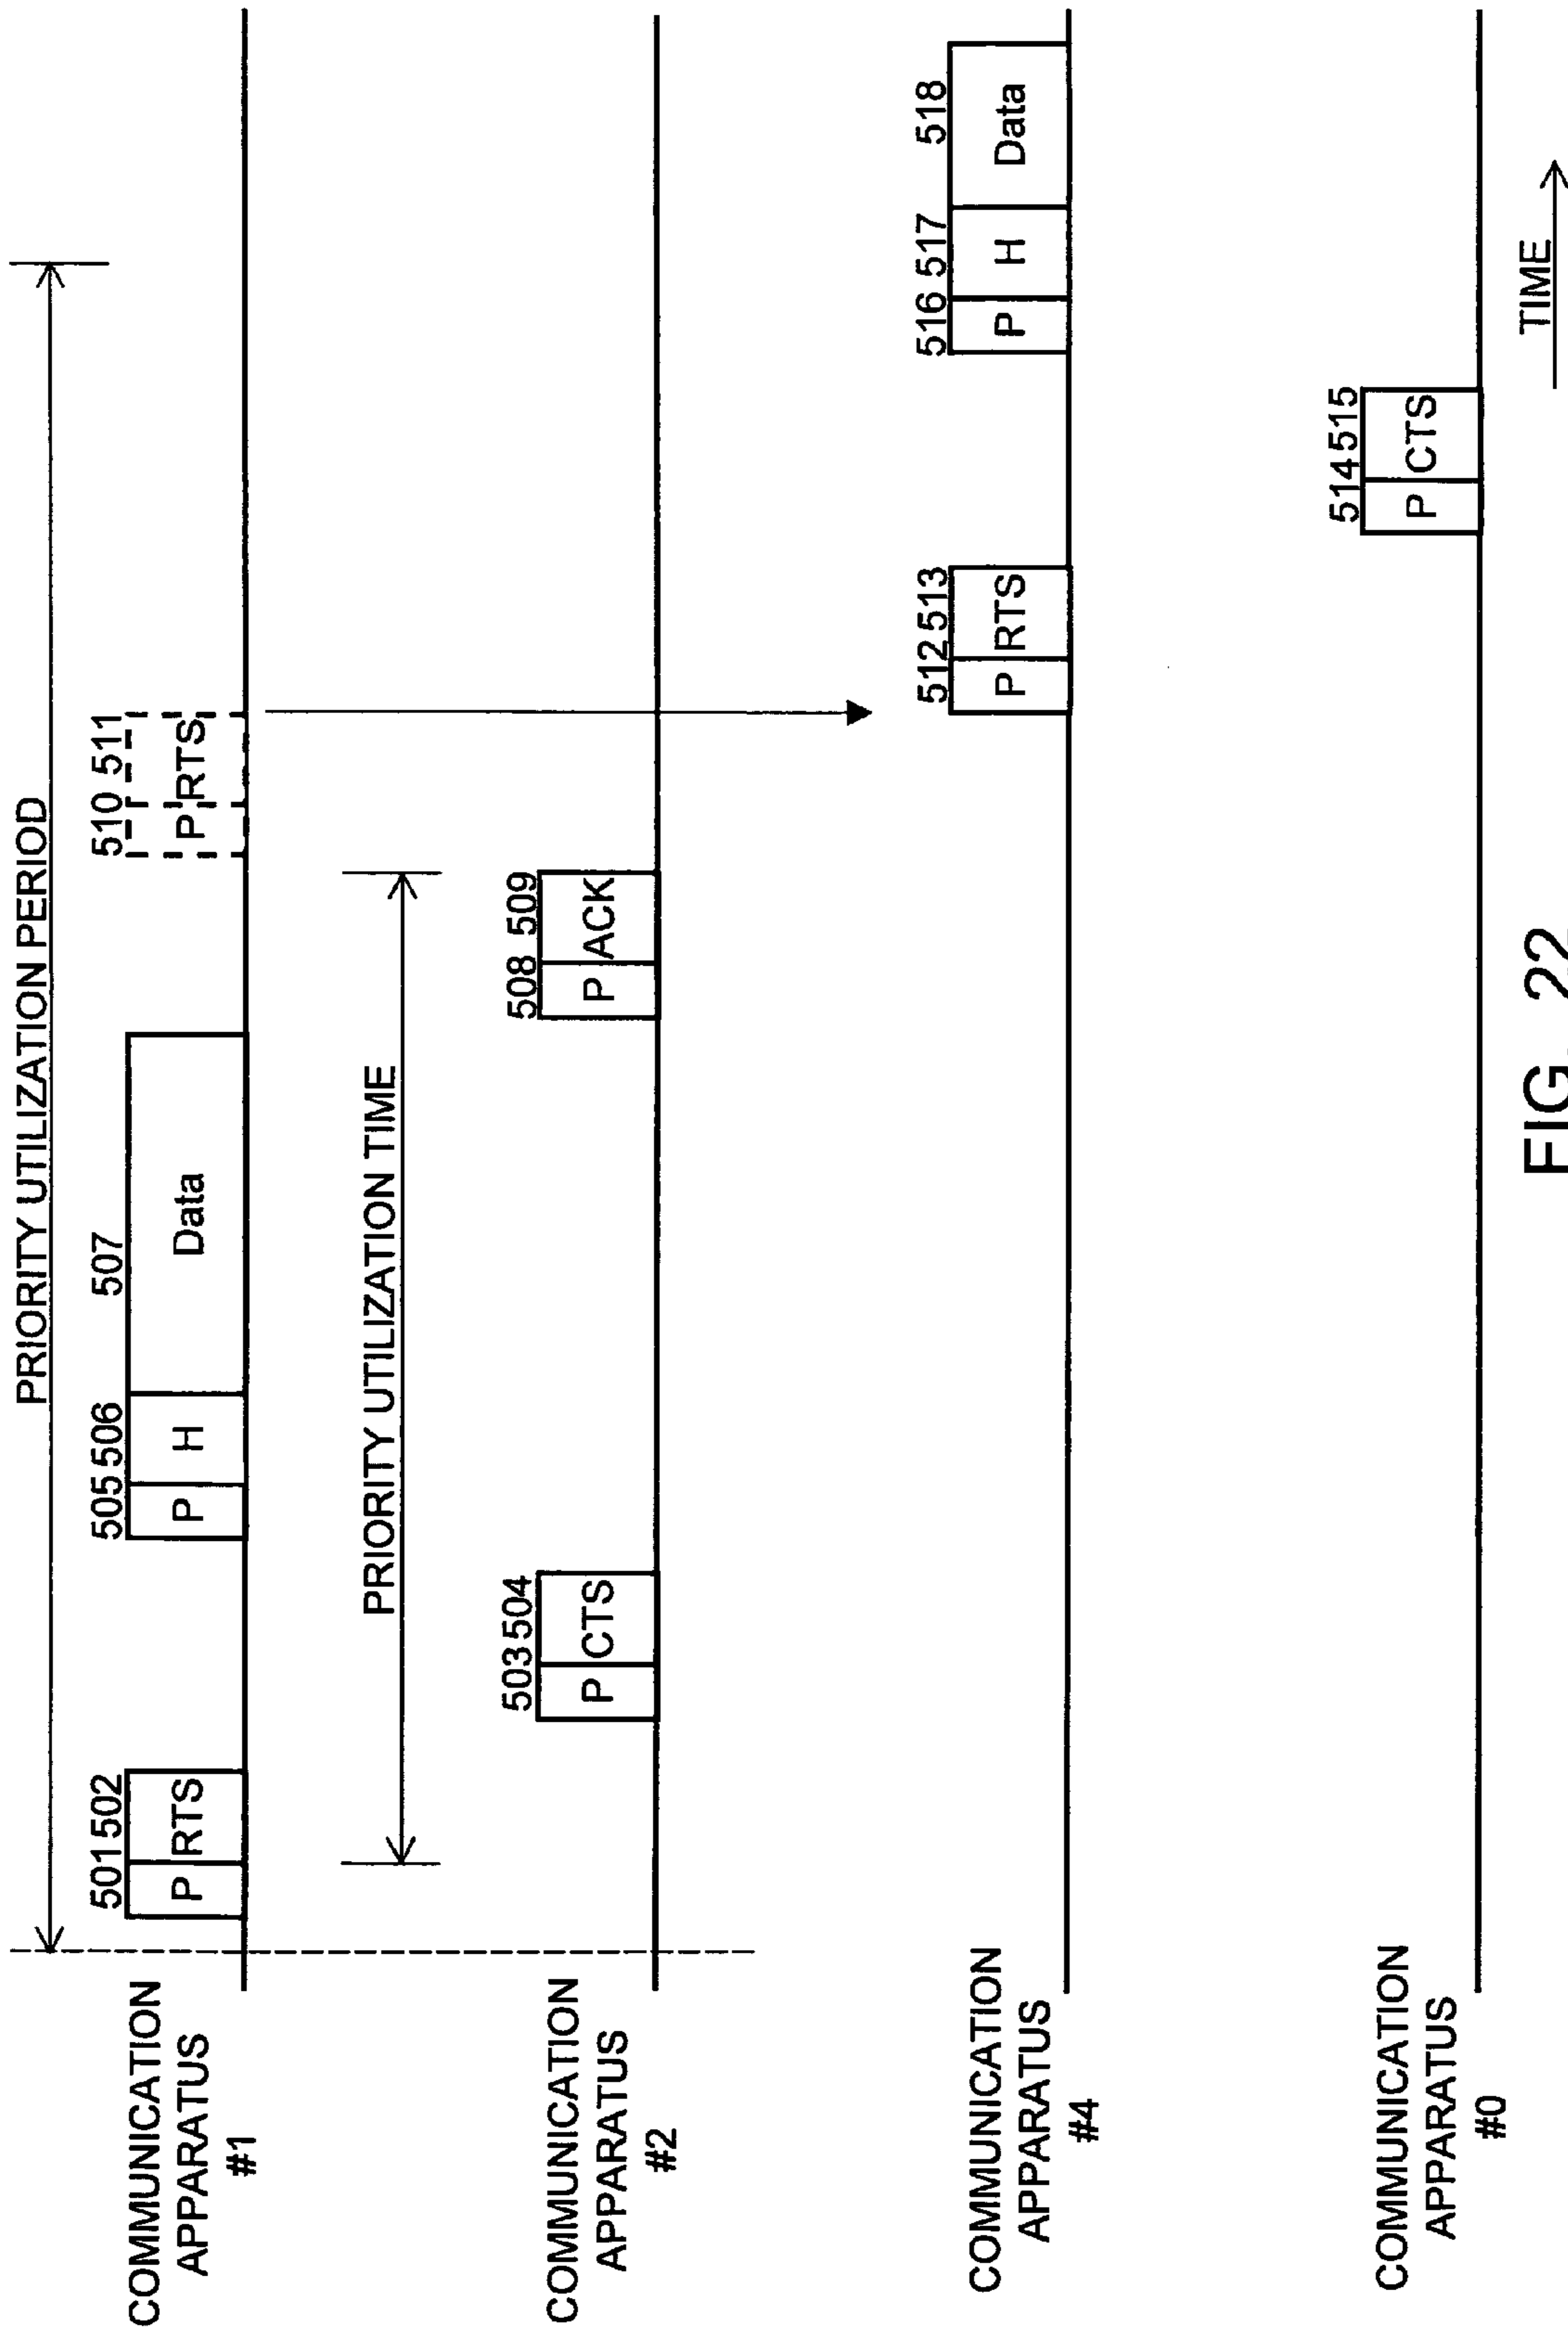 PRIORITY UTILIZATION PERIOD
COMMUNICATION
APPARATUS
#1
501 502
P RTS
505 506 507
P H Data
510 511
P RTS
PRIORITY UTILIZATION TIME
COMMUNICATION
APPARATUS
#2
503 504
P CTS
508 509
P ACK
COMMUNICATION
APPARATUS
#4
512 513
P RTS
516 517 518
P H Data
COMMUNICATION
APPARATUS
#0
514 515
P CTS
TIME
FIG. 22